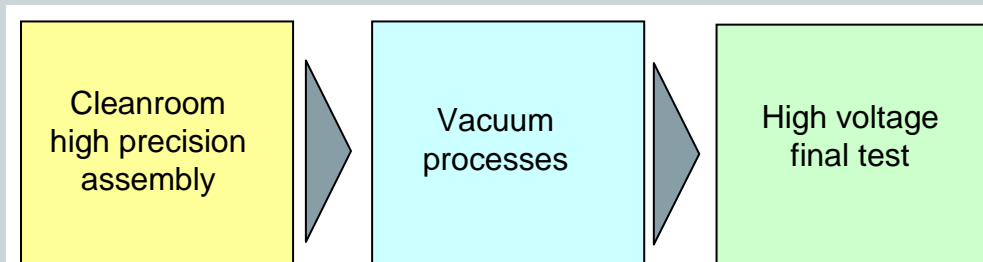 Cleanroom
high precision
assembly
Vacuum
processes
High voltage
final test